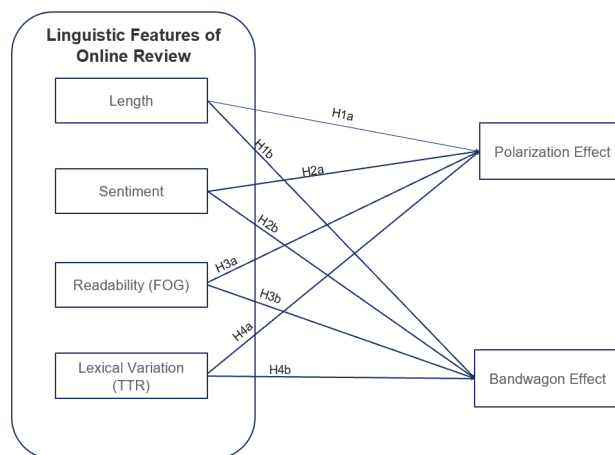 Linguistic Features of
Online Review
Length
H1a
Polarization Effect
H1b
Sentiment
H2a
H2b
Readability (FOG)
H3a
H3b
Lexical Variation
(TTR)
H4a
H4b
Bandwagon Effect